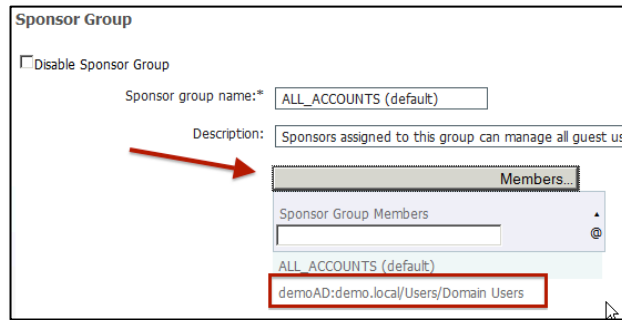 Sponsor Group
Disable Sponsor Group
Sponsor group name:* ALL_ACCOUNTS (default)
Description: Sponsors assigned to this group can manage all guest us
Members...
Sponsor Group Members
@
ALL_ACCOUNTS (default)
demoAD:demo.local/Users/Domain Users